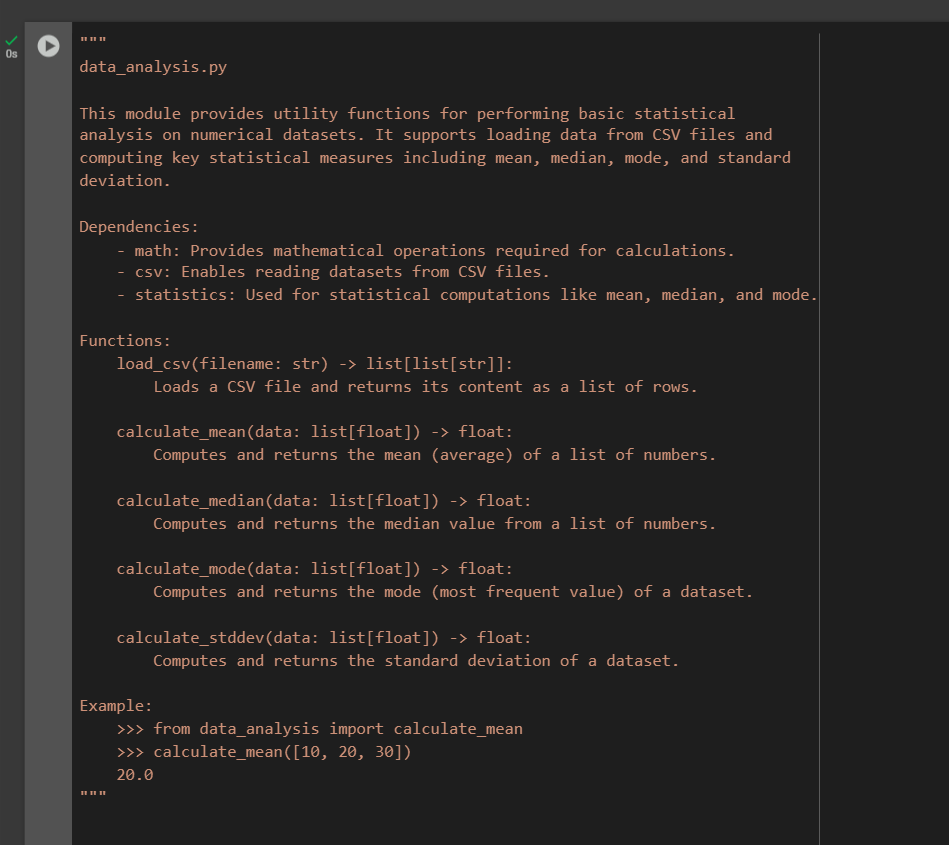 0s
"""
data_analysis.py
This module provides utility functions for performing basic statistical
analysis on numerical datasets. It supports loading data from CSV files and
computing key statistical measures including mean, median, mode, and standard
deviation.
Dependencies:
    - math: Provides mathematical operations required for calculations.
    - csv: Enables reading datasets from CSV files.
    - statistics: Used for statistical computations like mean, median, and mode.
Functions:
    load_csv(filename: str) -> list[list[str]]:
        Loads a CSV file and returns its content as a list of rows.
    calculate_mean(data: list[float]) -> float:
        Computes and returns the mean (average) of a list of numbers.
    calculate_median(data: list[float]) -> float:
        Computes and returns the median value from a list of numbers.
    calculate_mode(data: list[float]) -> float:
        Computes and returns the mode (most frequent value) of a dataset.
    calculate_stddev(data: list[float]) -> float:
        Computes and returns the standard deviation of a dataset.
Example:
    >>> from data_analysis import calculate_mean
    >>> calculate_mean([10, 20, 30])
    20.0
"""